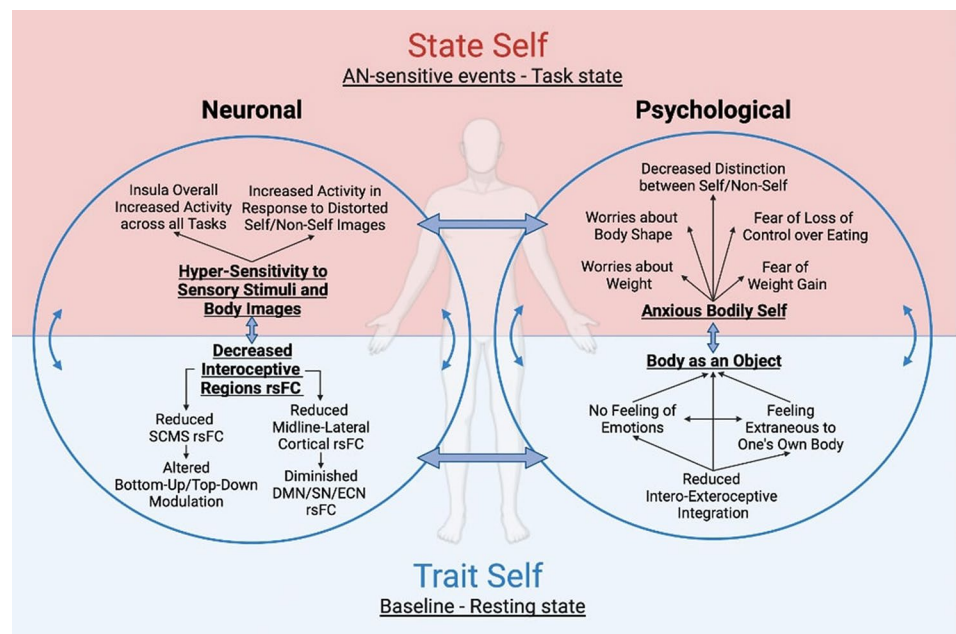 State Self
AN-sensitive events - Task state
Neuronal
Psychological
Insula Overall
Increased Activity
across all Tasks
Increased Activity in
Response to Distorted
Self/Non-Self Images
Hyper-Sensitivity to
Sensory Stimuli and
Body Images
Decreased Distinction
between Self/Non-Self
Worries about
Body Shape
Fear of Loss of
Control over Eating
Worries about
Weight
Fear of
Weight Gain
Anxious Bodily Self
Decreased
Interoceptive
Regions rsFC
Reduced
SCMS rsFC
Altered
Bottom-Up/Top-Down
Modulation
Reduced
Midline-Lateral
Cortical rsFC
Diminished
DMN/SN/ECN
rsFC
Body as an Object
No Feeling of
Emotions
Feeling
Extraneous to
One's Own Body
Reduced
Intero-Exteroceptive
Integration
Trait Self
Baseline - Resting state